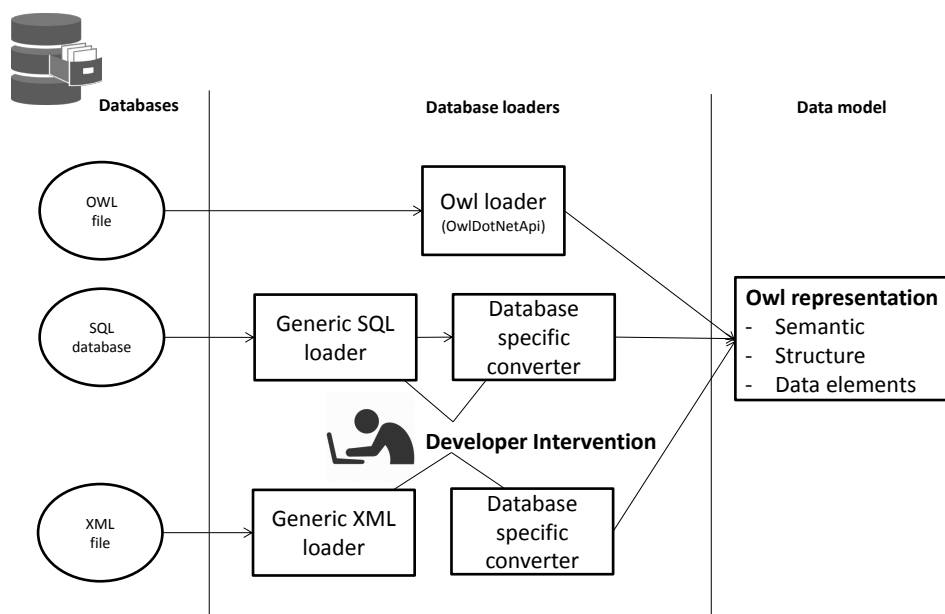 Databases
Database loaders
Data model
OWL
file
Owl loader
(OwlDotNetApi)
SQL
database
Generic SQL
loader
Database
specific
converter
Owl representation
- Semantic
- Structure
- Data elements
Developer Intervention
XML
file
Generic XML
loader
Database
specific
converter